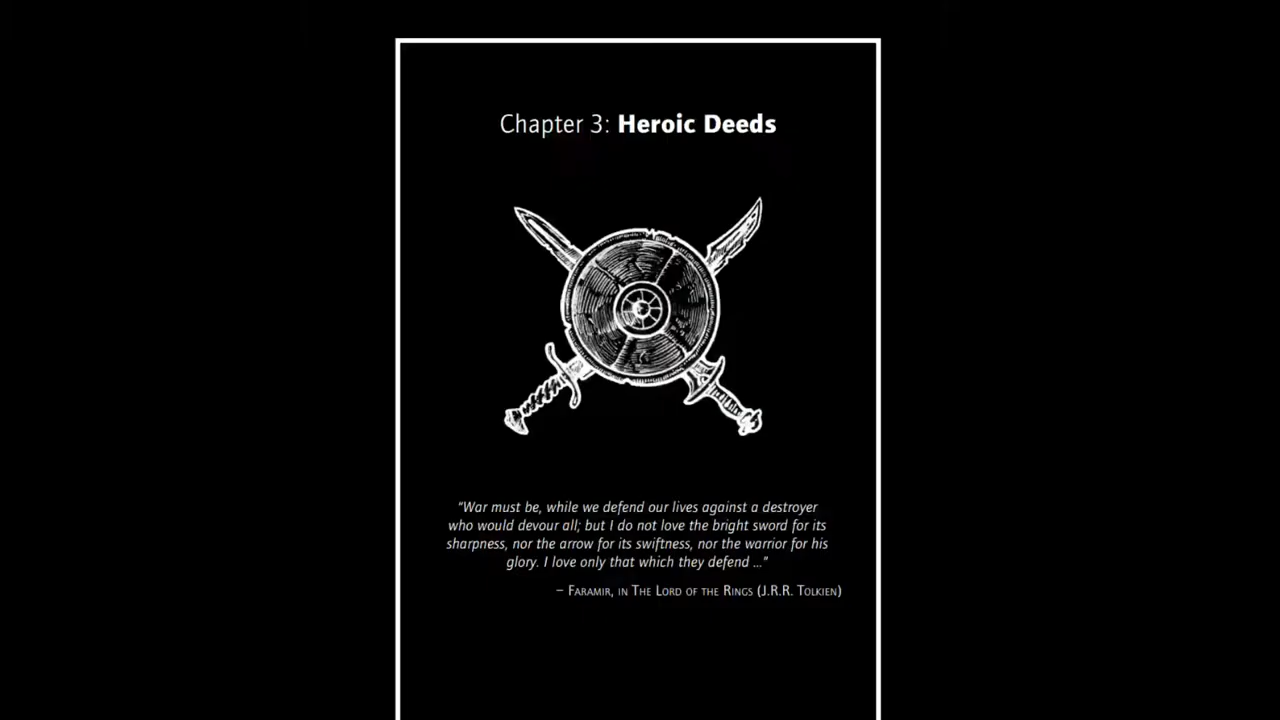 Chapter 3: Heroic Deeds
"War must be, while we defend our lives against a destroyer
who would devour all; but I do not love the bright sword for its
sharpness, nor the arrow for its swiftness, nor the warrior for his
glory. I love only that which they defend ..."
– Faramir, in The Lord of the Rings (J.R.R. Tolkien)